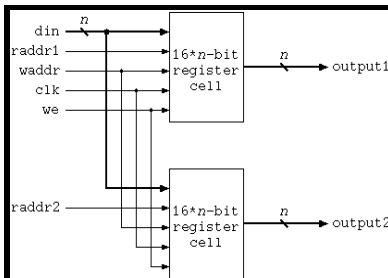 n
din
raddr1
waddr
clk
we
16*n-bit
register
cell
n
output1
raddr2
16*n-bit
register
cell
n
output2